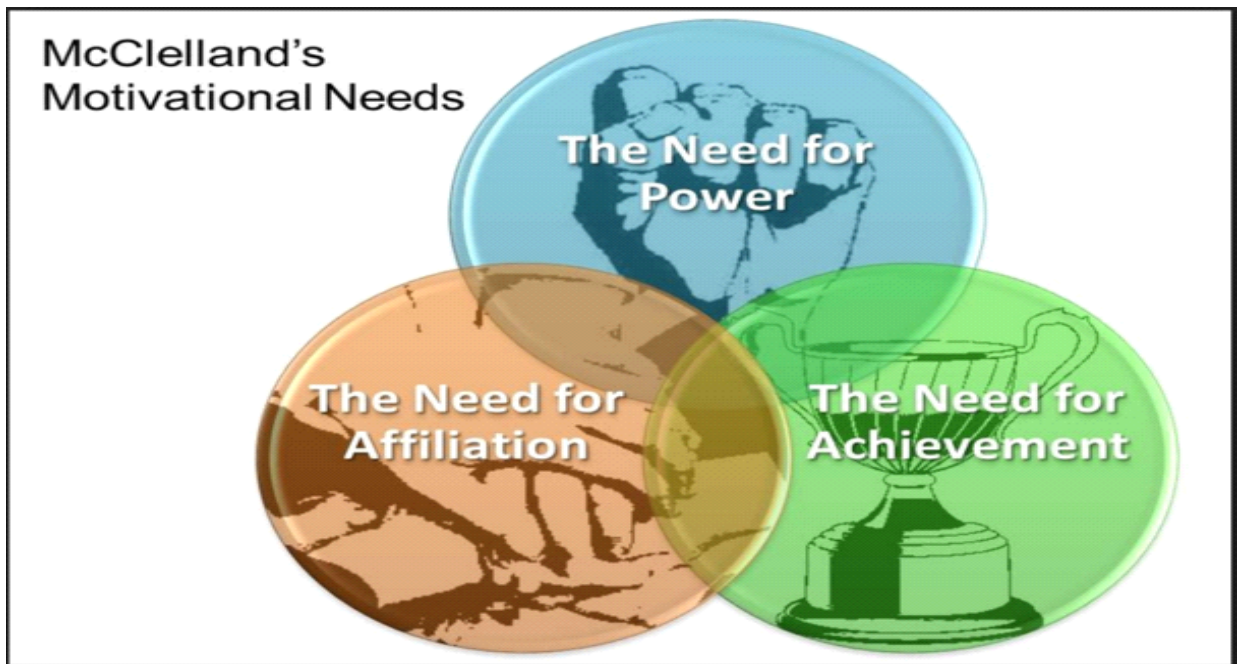 McClelland's
Motivational Needs
The Need for
Power
The Need for
Affiliation
The Need for
Achievement